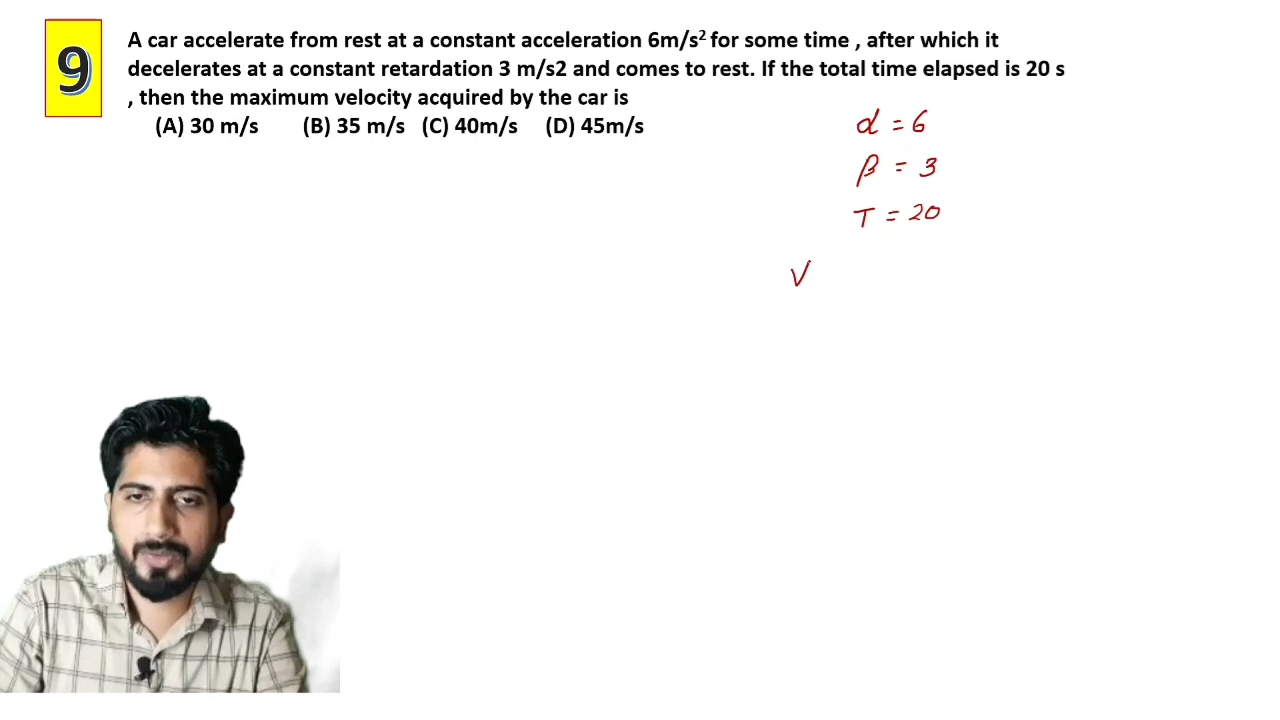 9
A car accelerate from rest at a constant acceleration 6m/s² for some time , after which it
decelerates at a constant retardation 3 m/s2 and comes to rest. If the total time elapsed is 20 s
, then the maximum velocity acquired by the car is
(A) 30 m/s (B) 35 m/s (C) 40m/s (D) 45m/s
α = 6
β = 3
T = 20
V